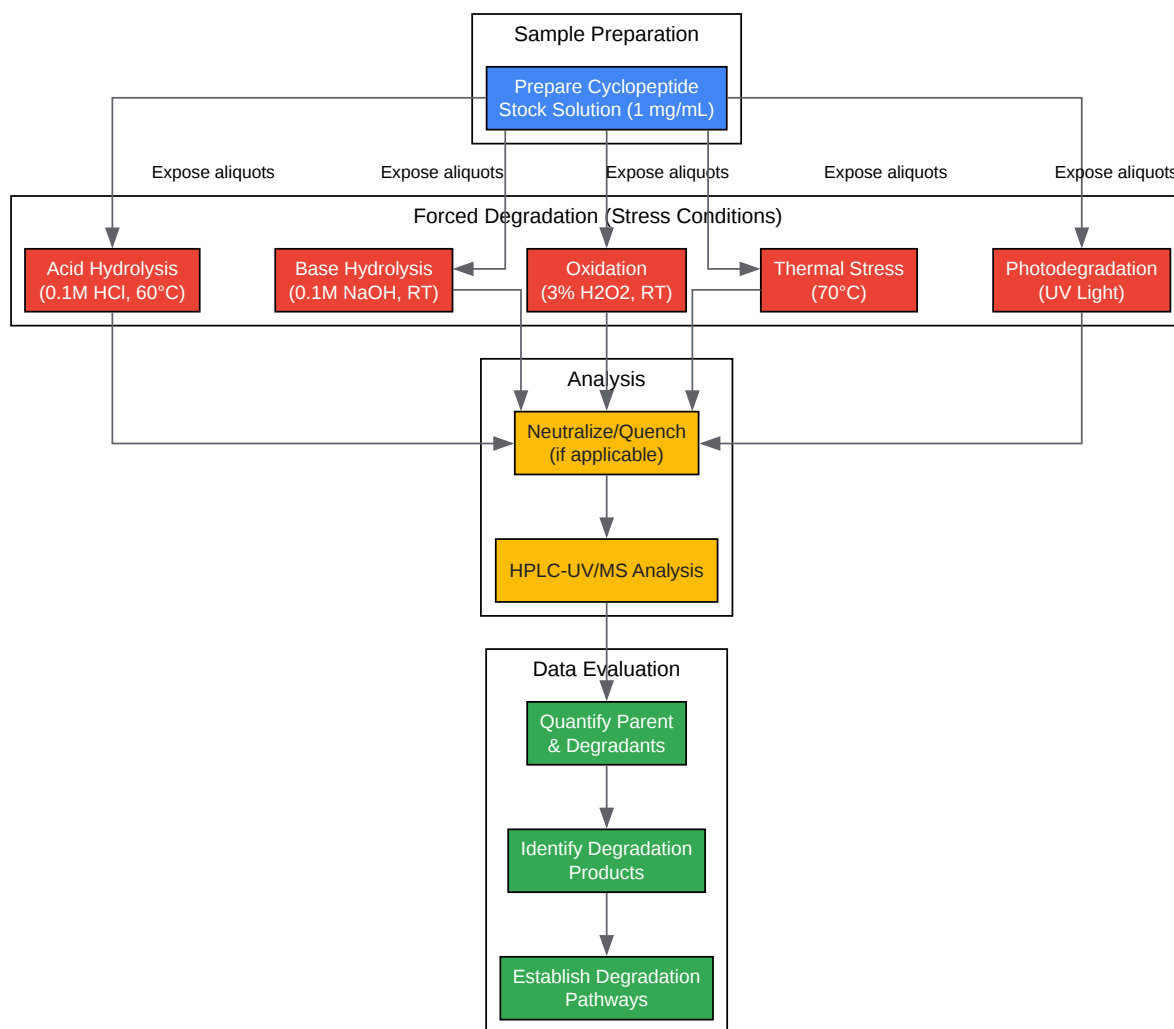 Sample Preparation
Prepare Cyclopeptide
Stock Solution (1 mg/mL)
Expose aliquots
Expose aliquots
Expose aliquots
Expose aliquots
Expose aliquots
Forced Degradation (Stress Conditions)
Acid Hydrolysis
(0.1M HCl, 60°C)
Base Hydrolysis
(0.1M NaOH, RT)
Oxidation
(3% H2O2, RT)
Thermal Stress
(70°C)
Photodegradation
(UV Light)
Analysis
Neutralize/Quench
(if applicable)
HPLC-UV/MS Analysis
Data Evaluation
Quantify Parent
& Degradants
Identify Degradation
Products
Establish Degradation
Pathways